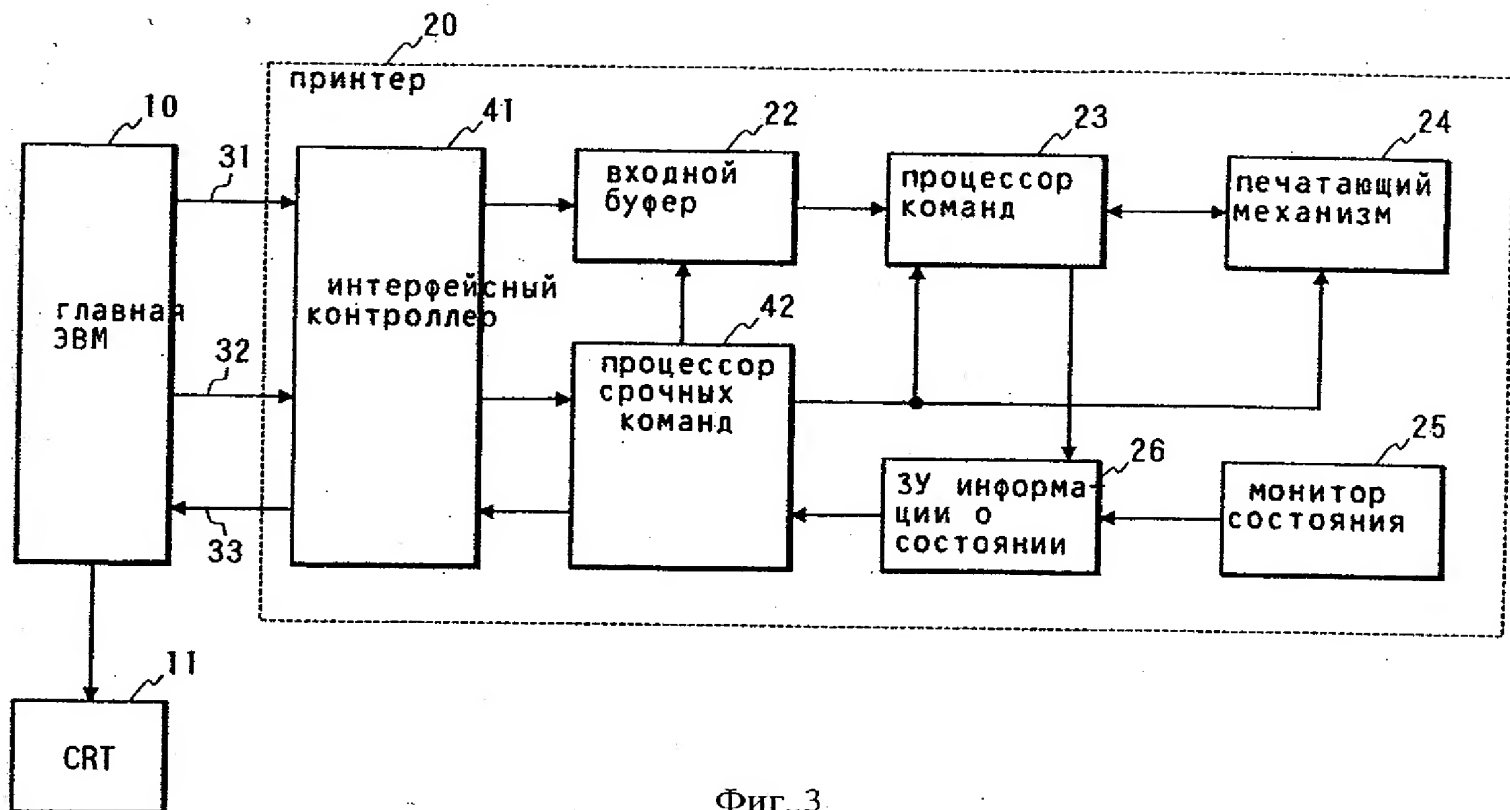 20
принтер
10
41
22
23
24
31
входной
буфер
процессор
команд
печатающий
механизм
интерфейсный
контроллер
главная
ЭВМ
42
32
процессор
срочных
команд
25
26
ЗУ информа-
ции о
состоянии
монитор
состояния
33
11
CRT
Фиг. 3